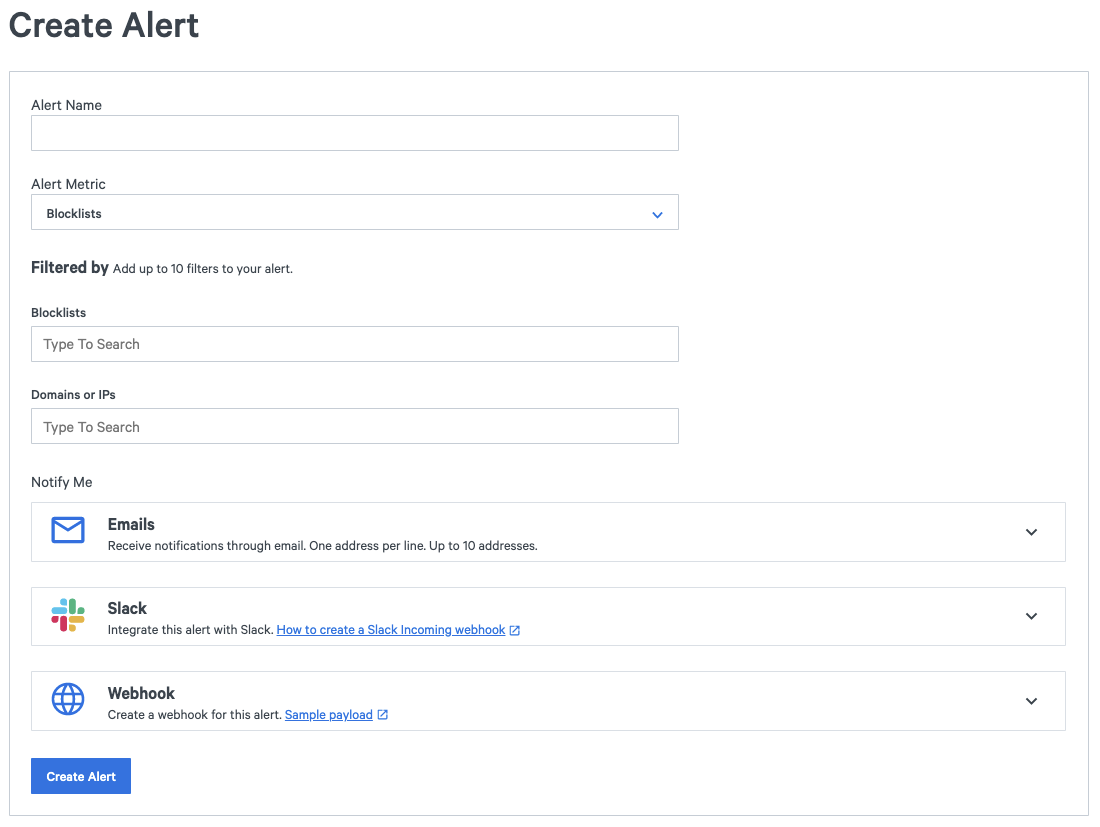 Create Alert
Alert Name
Alert Metric
Blocklists
Filtered by Add up to 10 filters to your alert.
Blocklists
Type To Search
Domains or IPs
Type To Search
Notify Me
Emails
Receive notifications through email. One address per line. Up to 10 addresses.
Slack
Integrate this alert with Slack. How to create a Slack Incoming webhook
Webhook
Create a webhook for this alert. Sample payload
Create Alert